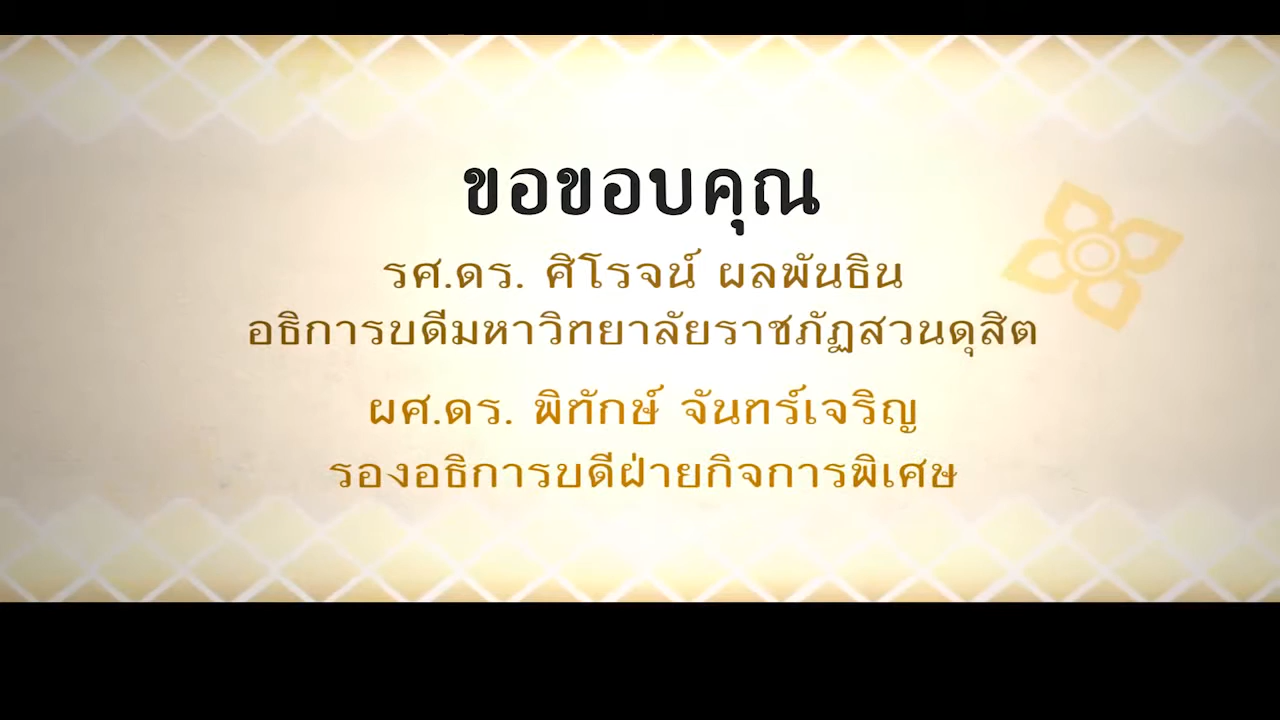 ขอขอบคุณ
รศ.ดร. ศิโรจน์ ผลพันธิน
อธิการบดีมหาวิทยาลัยราชภัฏสวนดุสิต
ผศ.ดร. พิทักษ์ จันทร์เจริญ
รองอธิการบดีฝ่ายกิจการพิเศษ